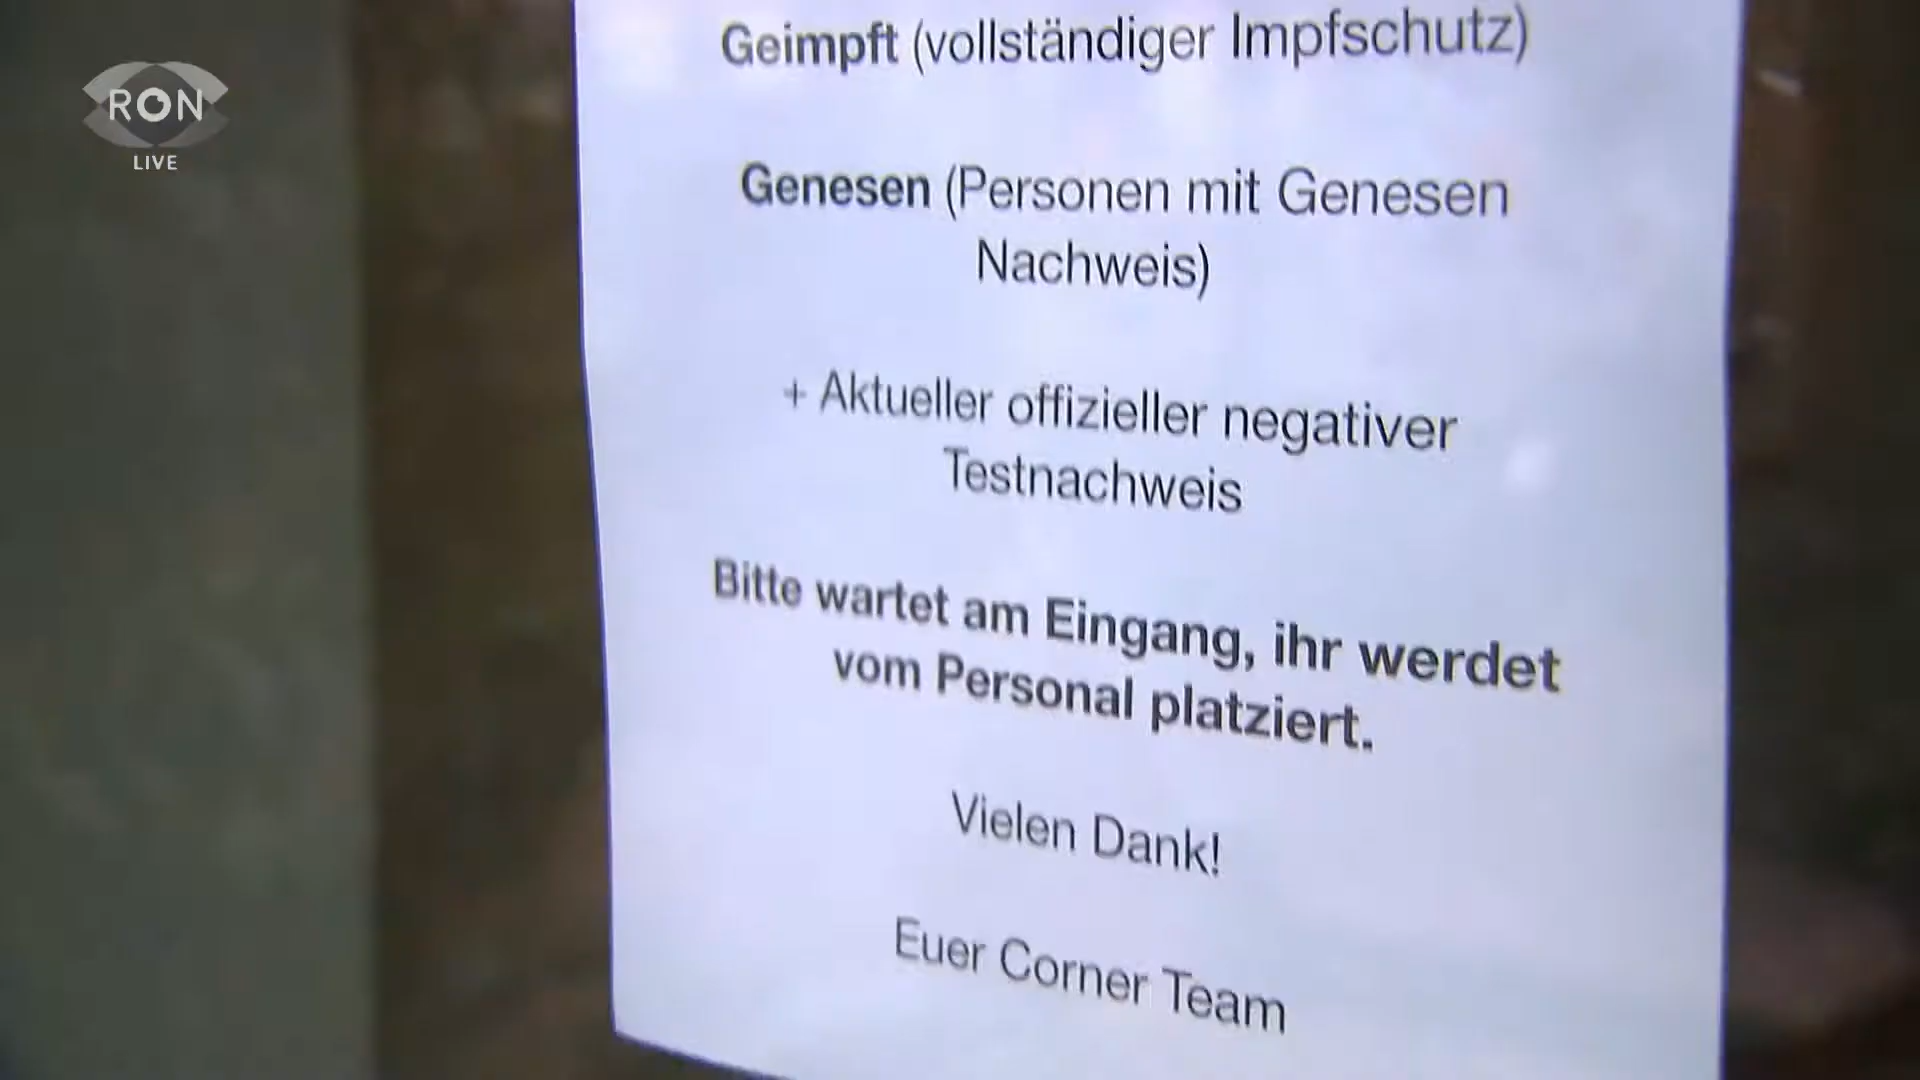 RON
LIVE
Geimpft (vollständiger Impfschutz)
Genesen (Personen mit Genesen
Nachweis)
+ Aktueller offizieller negativer
Testnachweis
Bitte wartet am Eingang, ihr werdet
vom Personal platziert.
Vielen Dank!
Euer Corner Team